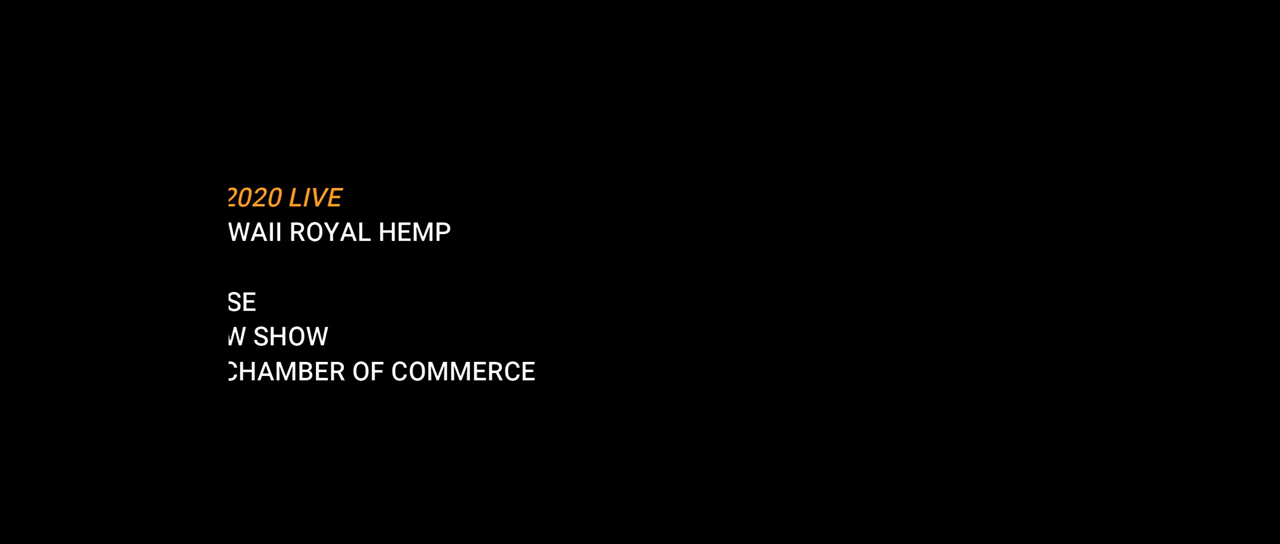 2020 LIVE
WAII ROYAL HEMP
SE
W SHOW
CHAMBER OF COMMERCE